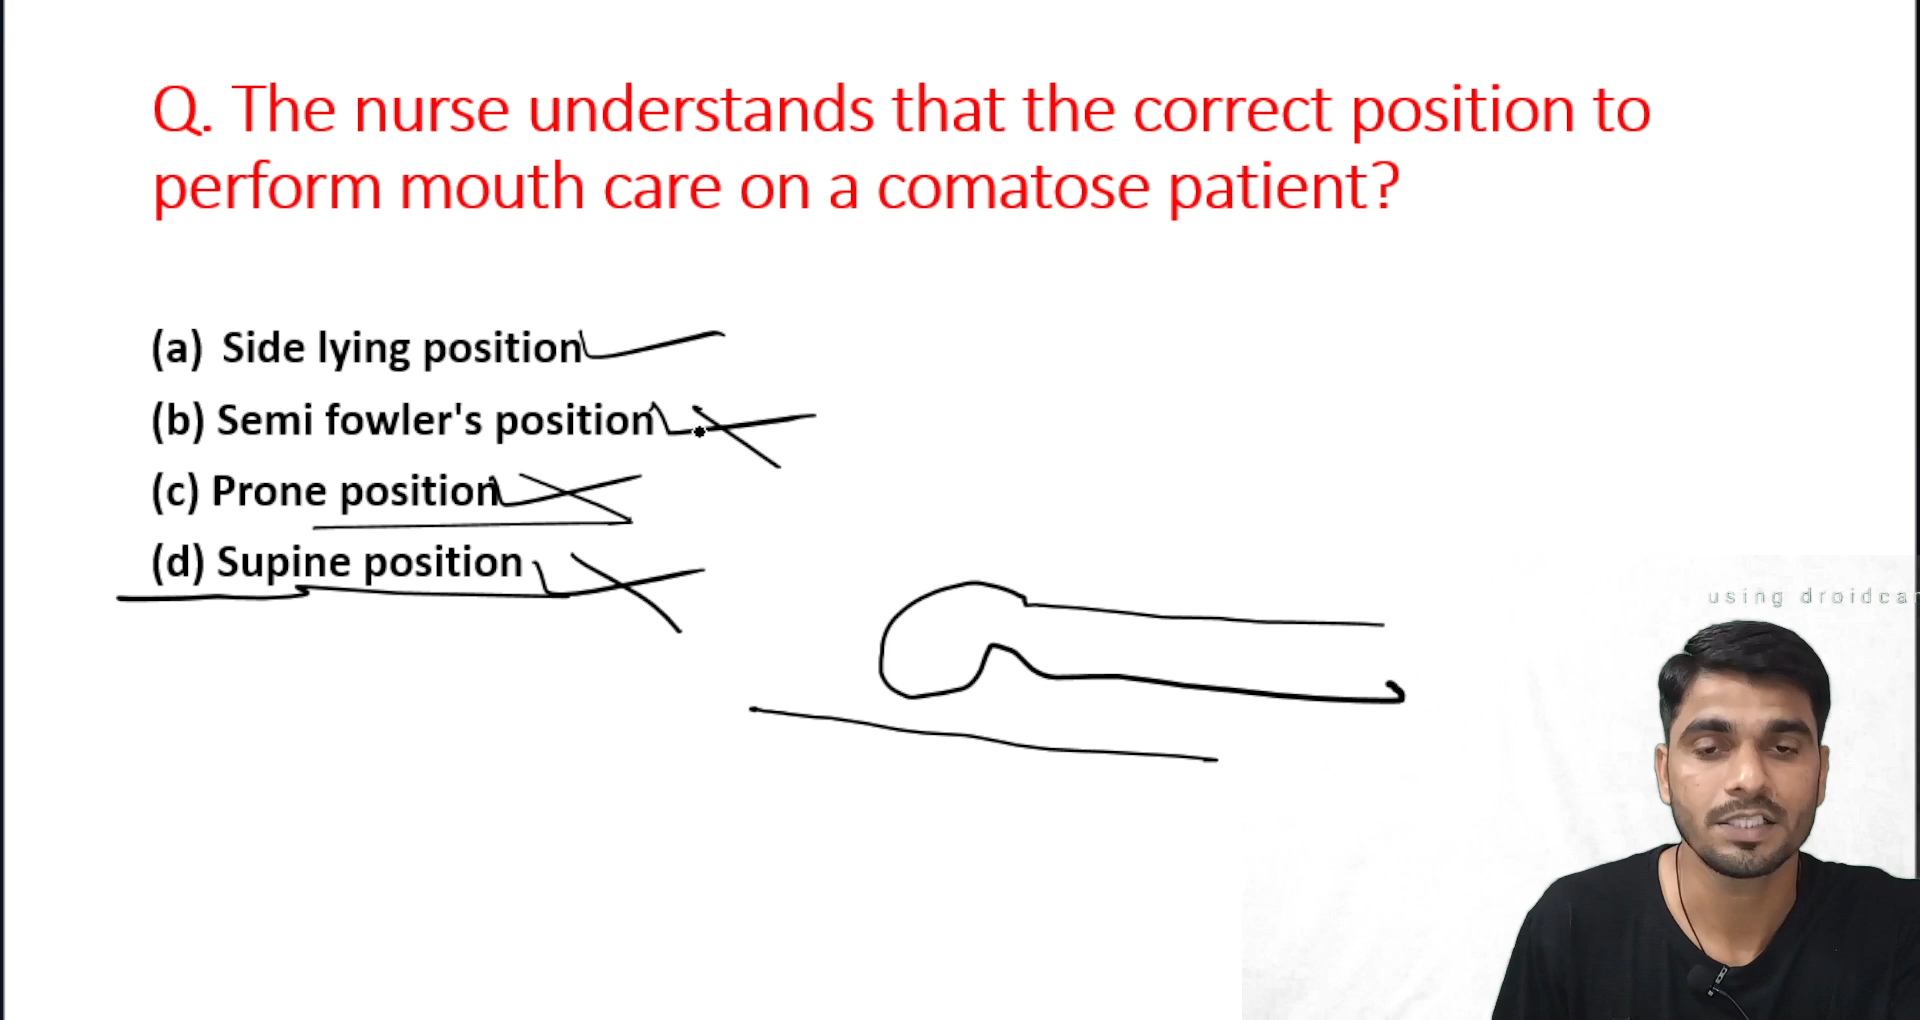 Q. The nurse understands that the correct position to
perform mouth care on a comatose patient?
(a) Side lying position
(b) Semi fowler's position
(c) Prone position
(d) Supine position
using droidca